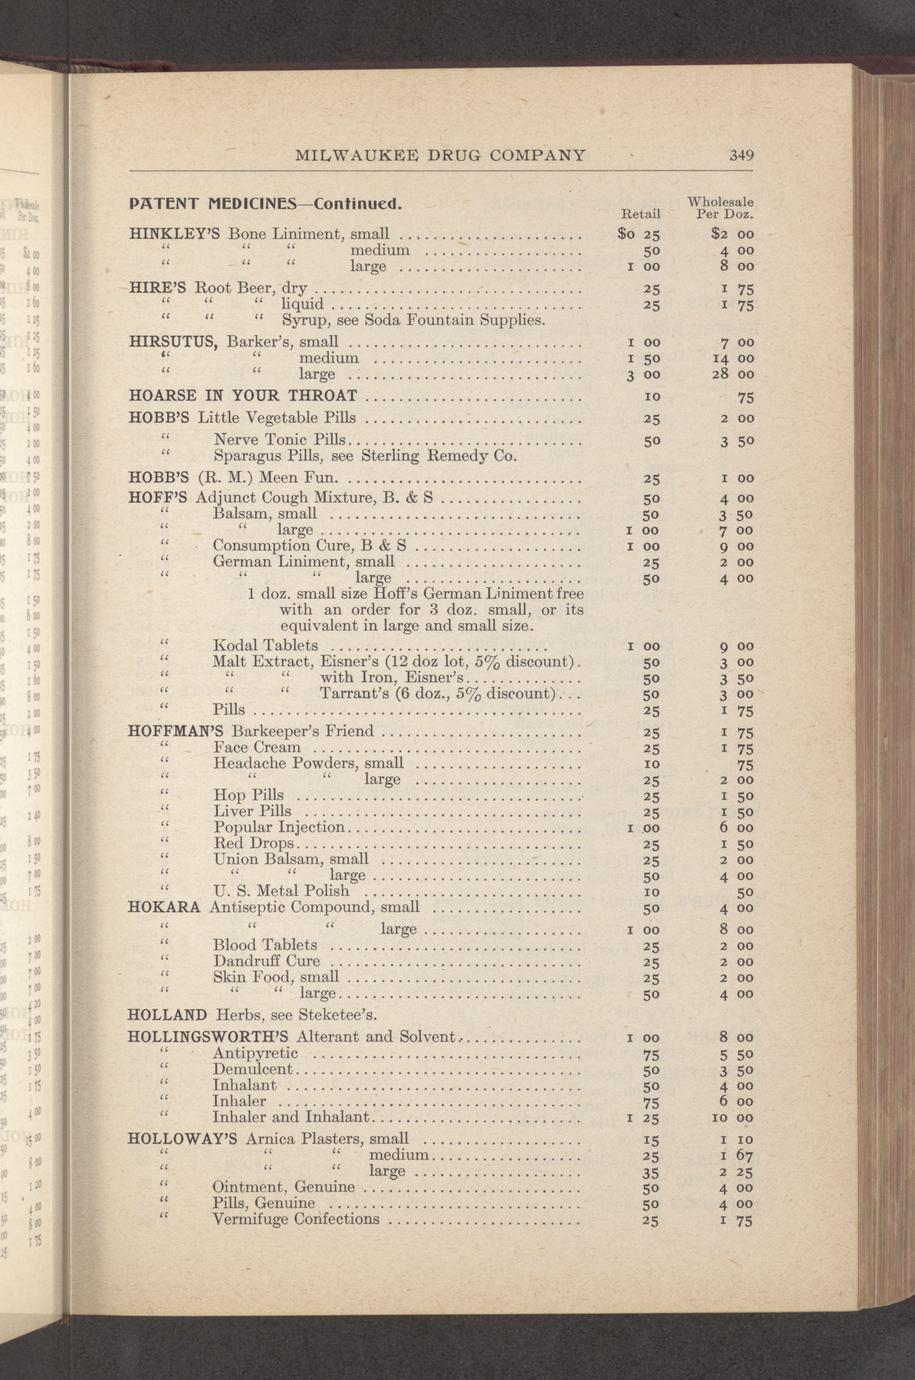 MILWAUKEE DRUG COMPANY 349
PATENT MEDICINES—Continued.
Retail Wholesale Per Doz.
HINKLEY'S Bone Liniment, small ...................... $0 25 $2 00
“ “ “ medium .................. 50 4 00
“ “ “ large ...................... 1 00 8 00
HIRE'S Root Beer, dry ................................ 25 1 75
“ “ “ liquid .............................. 25 1 75
“ “ “ Syrup, see Soda Fountain Supplies.
HIRSUTUS, Barker's, small ............................ 1 00 7 00
“ “ medium ......................... 1 50 14 00
“ “ large ............................ 3 00 28 00
HOARSE IN YOUR THROAT .......................... 10 75
HOBB'S Little Vegetable Pills .......................... 25 2 00
“ Nerve Tonic Pills............................ 50 3 50
“ Sparagus Pills, see Sterling Remedy Co.
HOBB'S (R. M.) Meen Fun. ............................ 25 1 00
HOFF'S Adjunct Cough Mixture, B. & S ................. 50 4 00
“ Balsam, small .............................. 50 3 50
“ “ large ............................... 1 00 7 00
“ Consumption Cure, B & S .................... 1 00 9 00
“ German Liniment, small ..................... 25 2 00
“ “ “ large ..................... 50 4 00
1 doz. small size Hoff's German Liniment free
with an order for 3 doz. small, or its
equivalent in large and small size.
“ Kodal Tablets .......................... 1 00 9 00
“ Malt Extract, Eisner's (12 doz lot, 5% discount). 50 3 00
“ “ “ with Iron, Eisner's.............. 50 3 50
“ “ “ Tarrant's (6 doz., 5% discount)... 50 3 00
“ Pills ....................................... 25 1 75
HOFFMAN'S Barkeeper's Friend ........................ 25 1 75
“ Face Cream ................................ 25 1 75
“ Headache Powders, small .................... 10 75
“ “ “ large .................... 25 2 00
“ Hop Pills .................................. 25 1 50
“ Liver Pills ................................. 25 1 50
“ Popular Injection............................ 1 00 6 00
“ Red Drops.................................. 25 1 50
“ Union Balsam, small ........................ 25 2 00
“ “ “ large ......................... 50 4 00
“ U. S. Metal Polish .......................... 10 50
HOKARA Antiseptic Compound, small .................. 50 4 00
“ “ “ large ................... 1 00 8 00
“ Blood Tablets .............................. 25 2 00
“ Dandruff Cure .............................. 25 2 00
“ Skin Food, small ............................ 25 2 00
“ “ “ large............................. 50 4 00
HOLLAND Herbs, see Steketee's.
HOLLINGSWORTH'S Alterant and Solvent............... 1 00 8 00
“ Antipyretic ................................ 75 5 50
“ Demulcent.................................. 50 3 50
“ Inhalant ................................... 50 4 00
“ Inhaler .................................... 75 6 00
“ Inhaler and Inhalant......................... 1 25 10 00
HOLLOWAY'S Arnica Plasters, small ................... 15 1 10
“ “ “ medium.................. 25 1 67
“ “ “ large .................... 35 2 25
“ Ointment, Genuine .......................... 50 4 00
“ Pills, Genuine .............................. 50 4 00
“ Vermifuge Confections ....................... 25 1 75